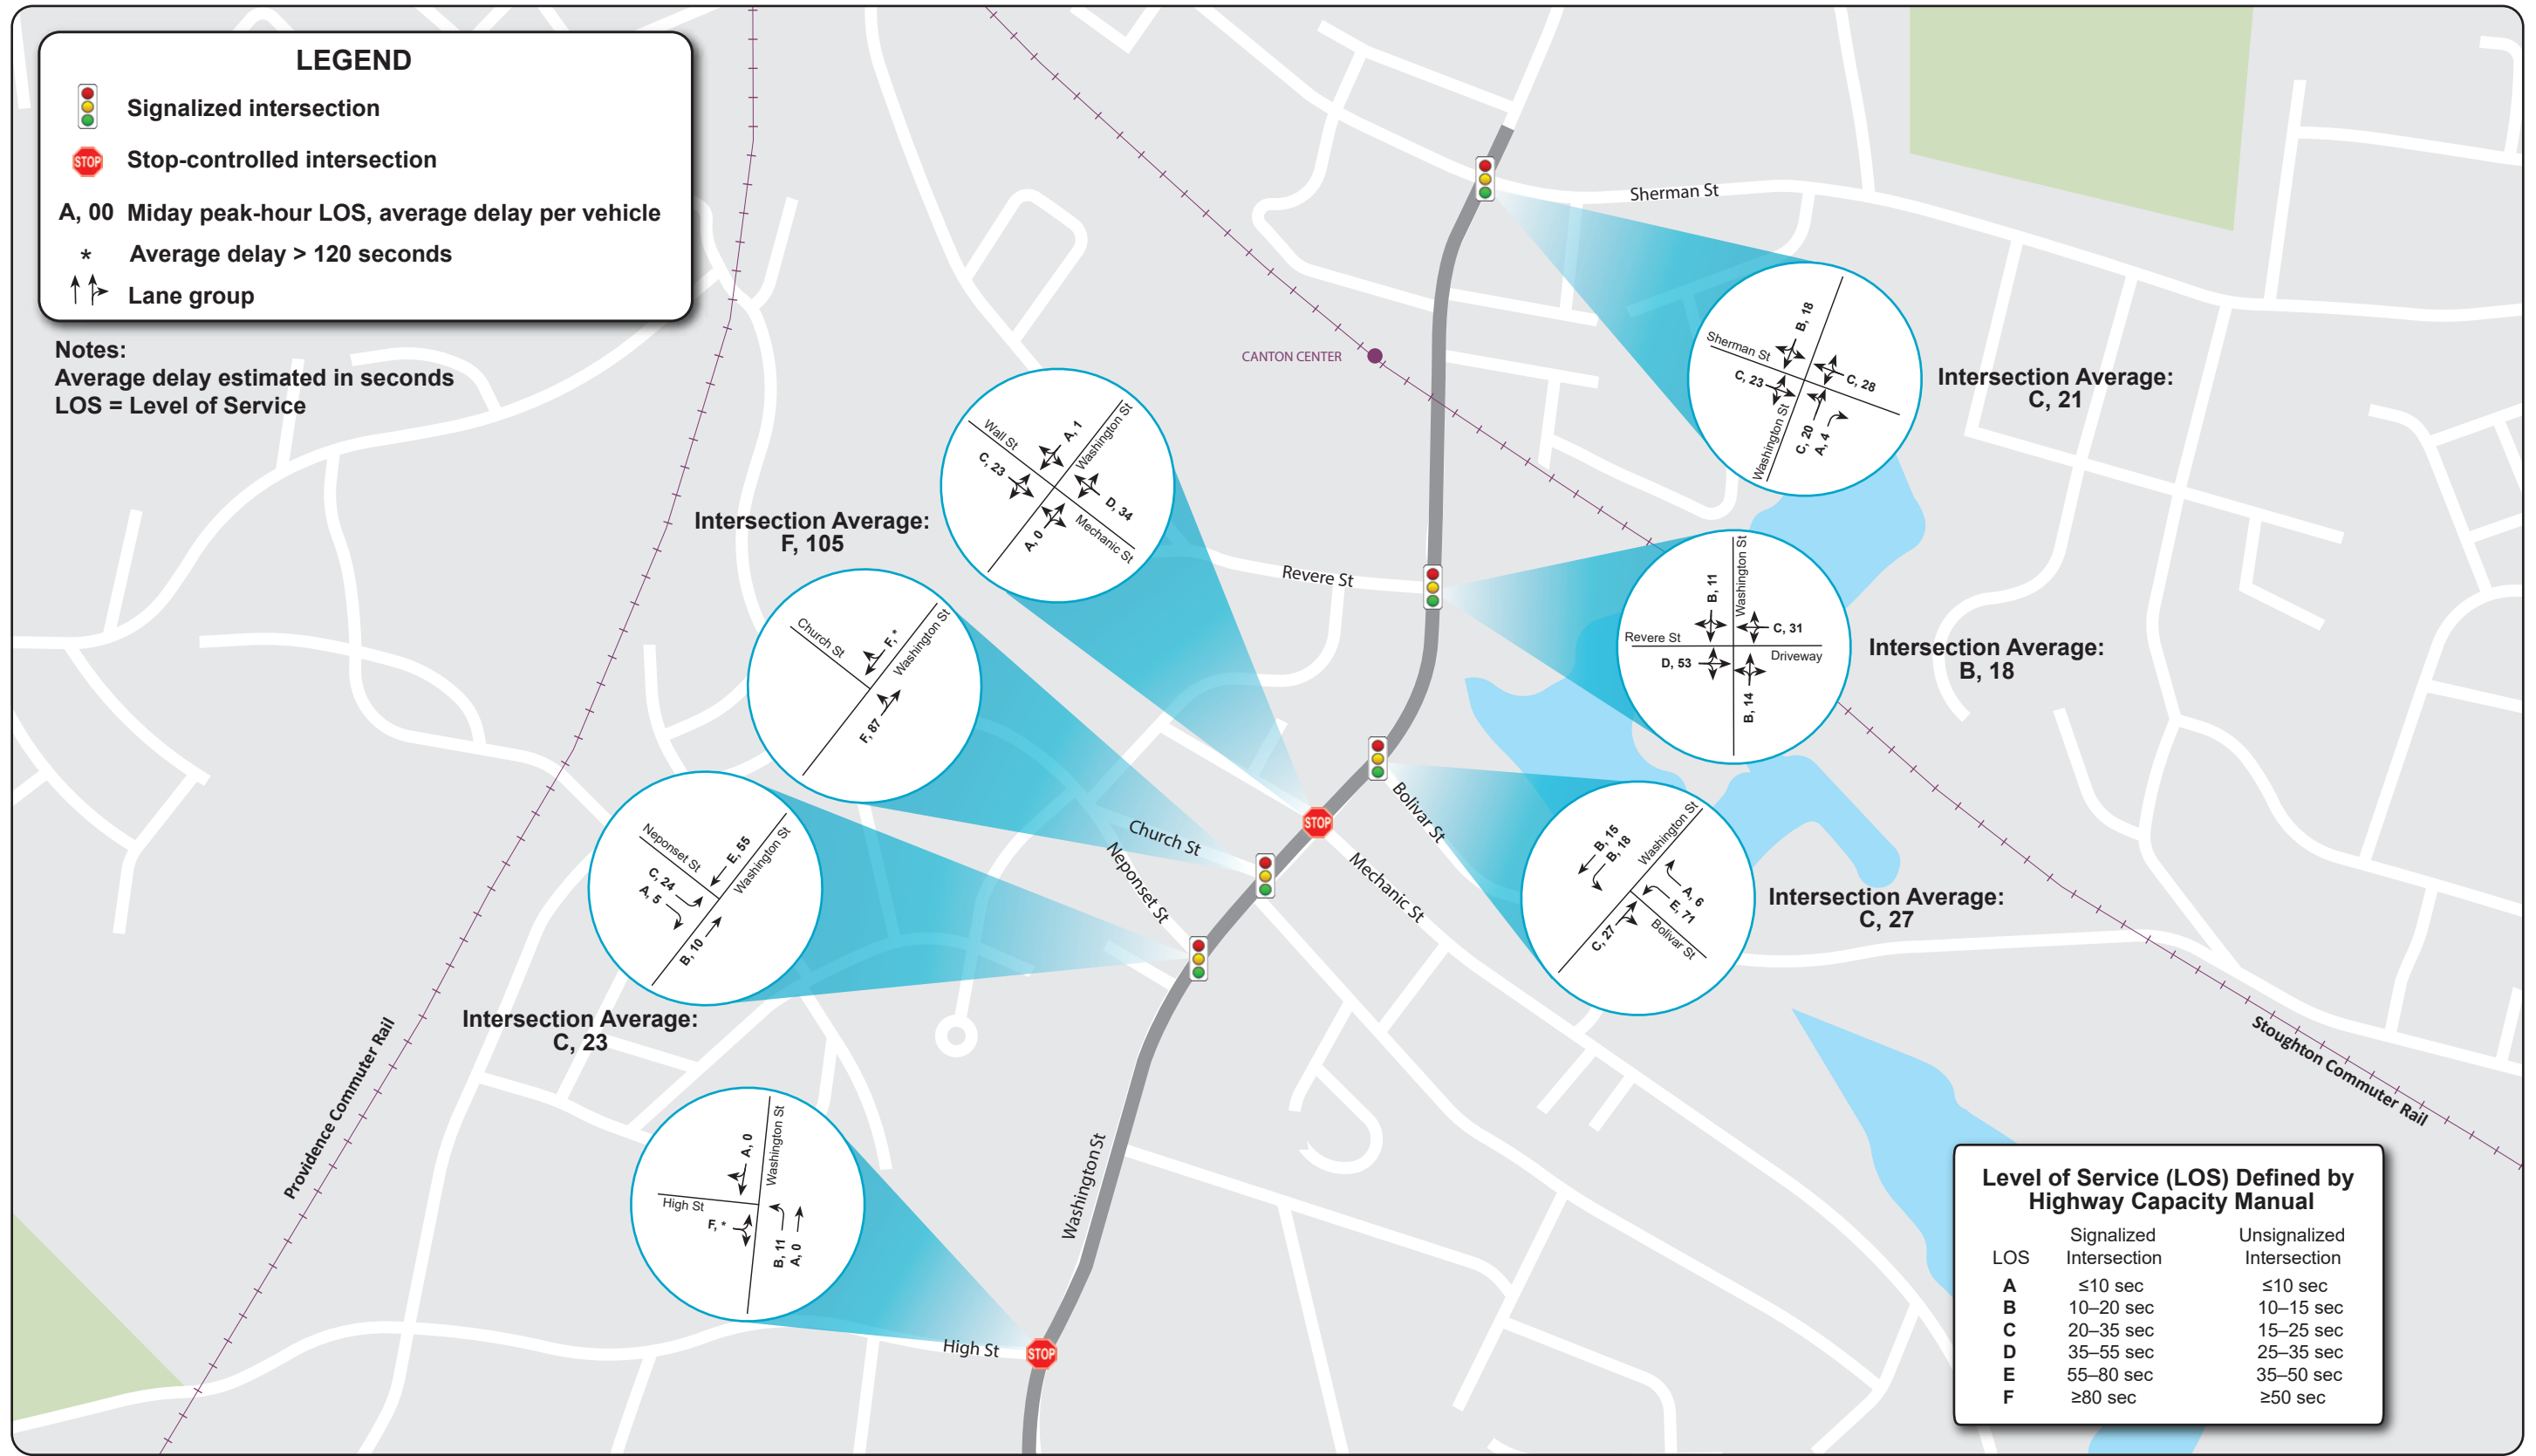 LEGEND
Signalized intersection
STOP
Stop-controlled intersection
A, 00 Miday peak-hour LOS, average delay per vehicle
* Average delay > 120 seconds
Lane group
Notes:
Average delay estimated in seconds
LOS = Level of Service
Sherman St
CANTON CENTER
B, 18
Sherman St
C, 28
C, 23
Washington St
C, 20
A, 4
Intersection Average:
C, 21
Wall St
A, 1
Washington St
C, 23
D, 34
A, 0
Mechanic St
Intersection Average:
F, 105
Church St
F, *
Washington St
F, 87
Revere St
Washington St
B, 11
C, 31
Revere St
Driveway
D, 53
B, 14
Intersection Average:
B, 18
Neponset St
E, 55
Washington St
C, 24
A, 5
B, 10
Intersection Average:
C, 23
Church St
Neponset St
STOP
Bolivar St
Mechanic St
B, 15
B, 18
Washington St
A, 6
E, 71
C, 27
Bolivar St
Intersection Average:
C, 27
Providence Commuter Rail
Stoughton Commuter Rail
Washington St
A, 0
Washington St
High St
F, *
B, 11
A, 0
High St
STOP
Level of Service (LOS) Defined by
Highway Capacity Manual
Signalized Unsignalized
LOS Intersection Intersection
A ≤10 sec ≤10 sec
B 10–20 sec 10–15 sec
C 20–35 sec 15–25 sec
D 35–55 sec 25–35 sec
E 55–80 sec 35–50 sec
F ≥80 sec ≥50 sec